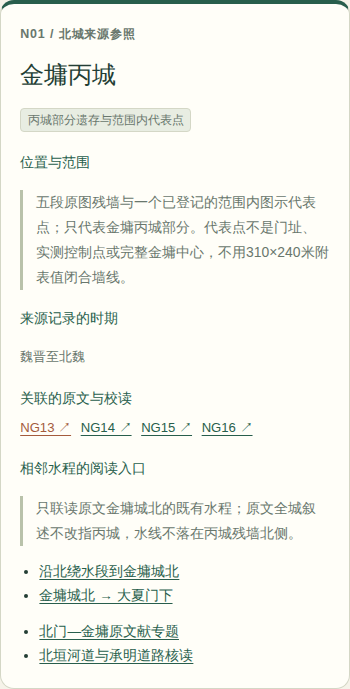 N01 / 北城来源参照
金墉丙城
丙城部分遗存与范围内代表点
位置与范围
五段原图残墙与一个已登记的范围内图示代表
点；只代表金墉丙城部分。代表点不是门址、
实测控制点或完整金墉中心，不用310×240米附
表值闭合墙线。
来源记录的时期
魏晋至北魏
关联的原文与校读
NG13 ↗ NG14 ↗ NG15 ↗ NG16 ↗
相邻水程的阅读入口
只联读原文金墉城北的既有水程；原文全城叙
述不改指丙城，水线不落在丙城残墙北侧。
• 沿北绕水段到金墉城北
• 金墉城北 → 大夏门下
• 北门—金墉原文献专题
• 北垣河道与承明道路核读